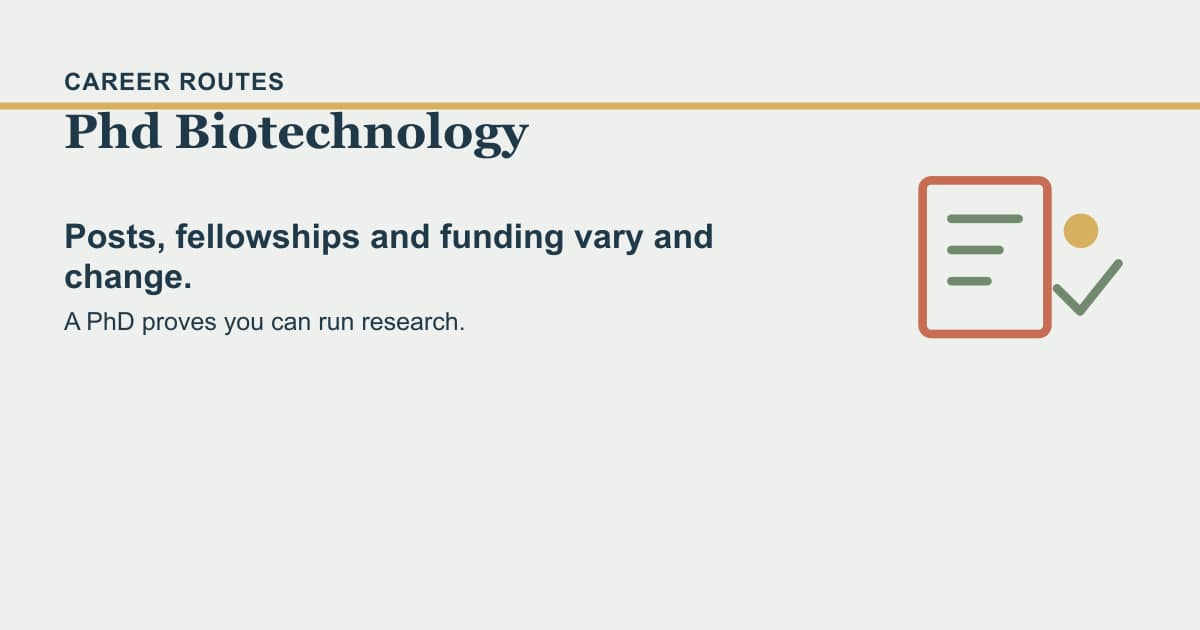 CAREER ROUTES
Phd Biotechnology
Posts, fellowships and funding vary and
change.
A PhD proves you can run research.